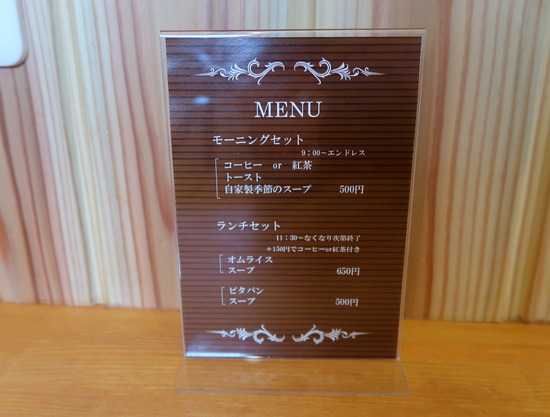 MENU
モーニングセット
9:00~エンドレス
コーヒー or 紅茶
トースト
自家製季節のスープ 500円
ランチセット
11:30~なくなり次第終了
+150円でコーヒーor紅茶付き
オムライス
スープ 650円
ピタパン
スープ 500円